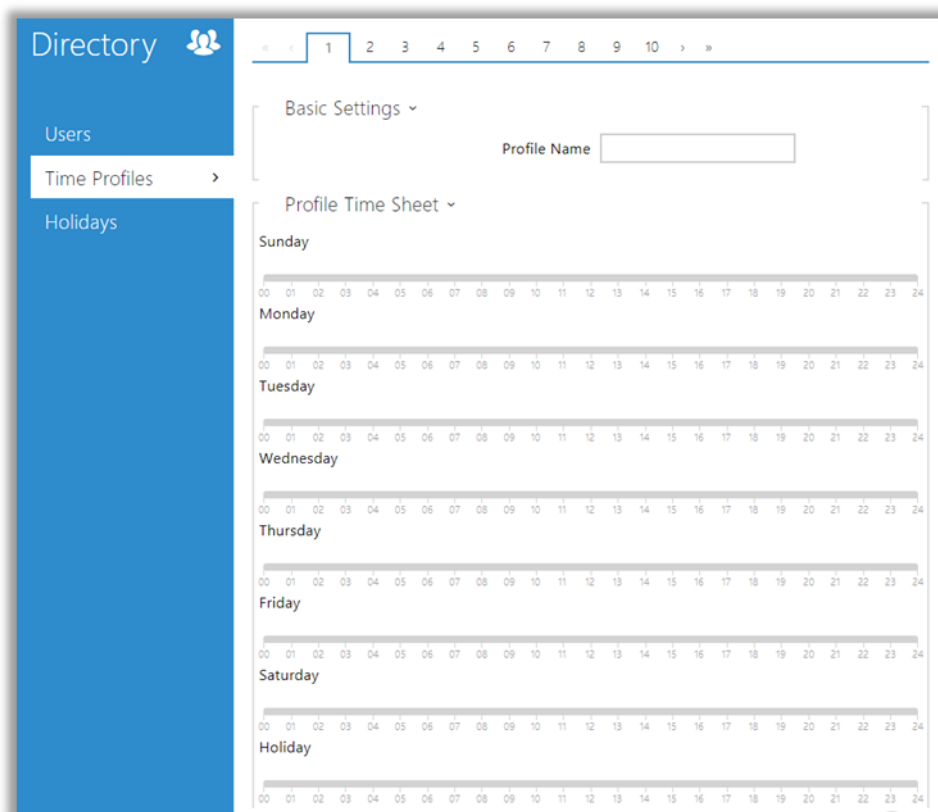 Directory
« ‹ 1 2 3 4 5 6 7 8 9 10 › »
Users
Time Profiles ›
Holidays
Basic Settings
Profile Name
Profile Time Sheet
Sunday
00 01 02 03 04 05 06 07 08 09 10 11 12 13 14 15 16 17 18 19 20 21 22 23 24
Monday
00 01 02 03 04 05 06 07 08 09 10 11 12 13 14 15 16 17 18 19 20 21 22 23 24
Tuesday
00 01 02 03 04 05 06 07 08 09 10 11 12 13 14 15 16 17 18 19 20 21 22 23 24
Wednesday
00 01 02 03 04 05 06 07 08 09 10 11 12 13 14 15 16 17 18 19 20 21 22 23 24
Thursday
00 01 02 03 04 05 06 07 08 09 10 11 12 13 14 15 16 17 18 19 20 21 22 23 24
Friday
00 01 02 03 04 05 06 07 08 09 10 11 12 13 14 15 16 17 18 19 20 21 22 23 24
Saturday
00 01 02 03 04 05 06 07 08 09 10 11 12 13 14 15 16 17 18 19 20 21 22 23 24
Holiday
00 01 02 03 04 05 06 07 08 09 10 11 12 13 14 15 16 17 18 19 20 21 22 23 24